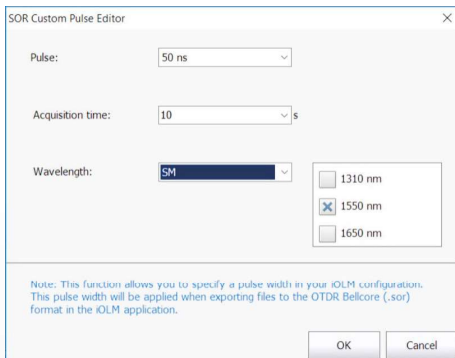 SOR Custom Pulse Editor
Pulse: 50 ns
Acquisition time: 10 s
Wavelength: SM
1310 nm
1550 nm
1650 nm
Note: This function allows you to specify a pulse width in your iOLM configuration.
This pulse width will be applied when exporting files to the OTDR Bellcore (.sor)
format in the iOLM application.
OK Cancel